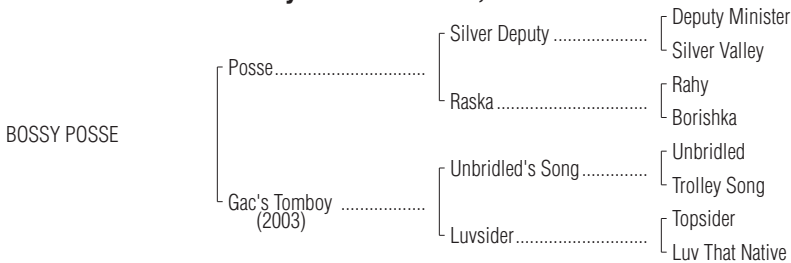 Deputy Minister
Silver Deputy ....................
Silver Valley
Posse................................
Rahy
Raska ................................
Borishka
BOSSY POSSE
Unbridled
Unbridled's Song..............
Trolley Song
Gac's Tomboy ..................
(2003)
Topsider
Luvsider............................
Luv That Native